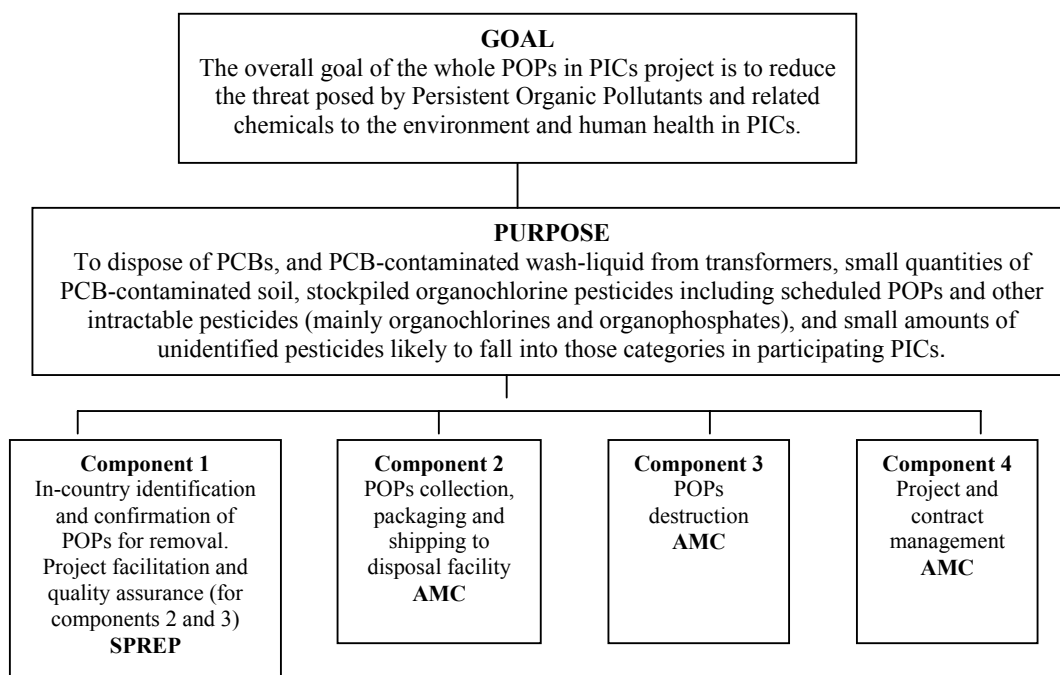 GOAL
The overall goal of the whole POPs in PICs project is to reduce
the threat posed by Persistent Organic Pollutants and related
chemicals to the environment and human health in PICs.
PURPOSE
To dispose of PCBs, and PCB-contaminated wash-liquid from transformers, small quantities of
PCB-contaminated soil, stockpiled organochlorine pesticides including scheduled POPs and other
intractable pesticides (mainly organochlorines and organophosphates), and small amounts of
unidentified pesticides likely to fall into those categories in participating PICs.
Component 1
In-country identification
and confirmation of
POPs for removal.
Project facilitation and
quality assurance (for
components 2 and 3)
SPREP
Component 2
POPs collection,
packaging and
shipping to
disposal facility
AMC
Component 3
POPs
destruction
AMC
Component 4
Project and
contract
management
AMC